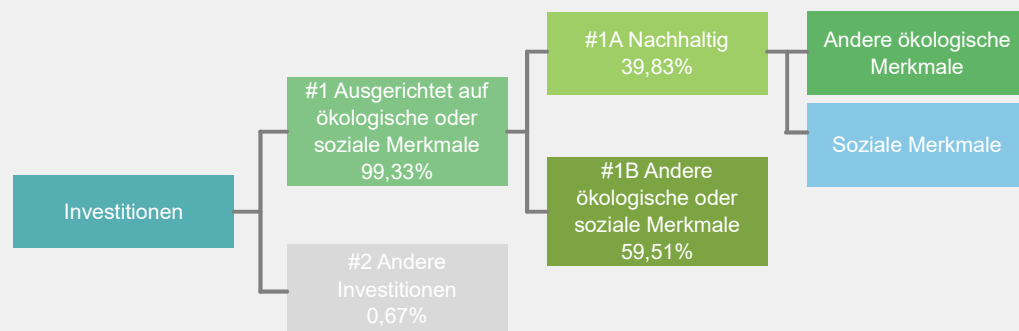 Investitionen
#1 Ausgerichtet auf
ökologische oder
soziale Merkmale
99,33%
#2 Andere
Investitionen
0,67%
#1A Nachhaltig
39,83%
#1B Andere
ökologische oder
soziale Merkmale
59,51%
Andere ökologische
Merkmale
Soziale Merkmale